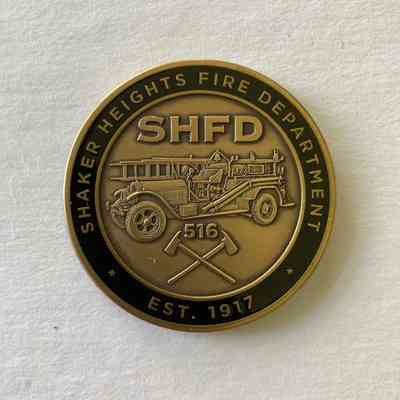 SHAKER HEIGHTS FIRE DEPARTMENT
SHFD
516
EST. 1917